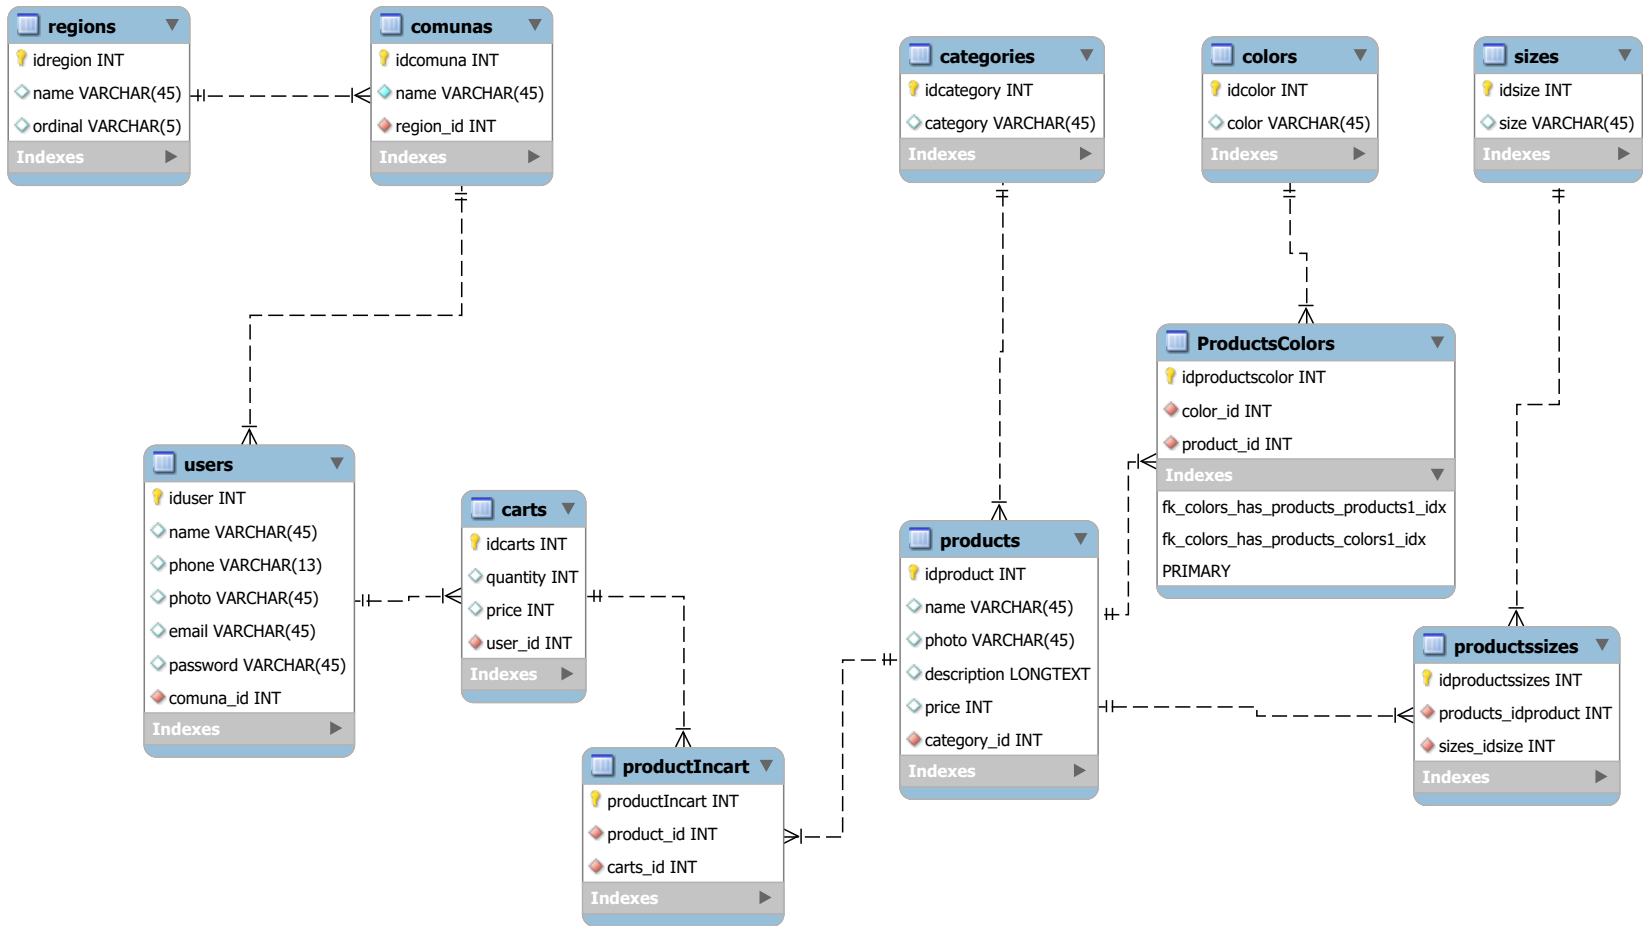 regions
idregion INT
name VARCHAR(45)
ordinal VARCHAR(5)
Indexes
comunas
idcomuna INT
name VARCHAR(45)
region_id INT
Indexes
categories
idcategory INT
category VARCHAR(45)
Indexes
colors
idcolor INT
color VARCHAR(45)
Indexes
sizes
idsize INT
size VARCHAR(45)
Indexes
ProductsColors
idproductscolor INT
color_id INT
product_id INT
Indexes
fk_colors_has_products_products1_idx
fk_colors_has_products_colors1_idx
PRIMARY
users
iduser INT
name VARCHAR(45)
phone VARCHAR(13)
photo VARCHAR(45)
email VARCHAR(45)
password VARCHAR(45)
comuna_id INT
Indexes
carts
idcarts INT
quantity INT
price INT
user_id INT
Indexes
products
idproduct INT
name VARCHAR(45)
photo VARCHAR(45)
description LONGTEXT
price INT
category_id INT
Indexes
productssizes
idproductssizes INT
products_idproduct INT
sizes_idsize INT
Indexes
productIncart
productIncart INT
product_id INT
carts_id INT
Indexes